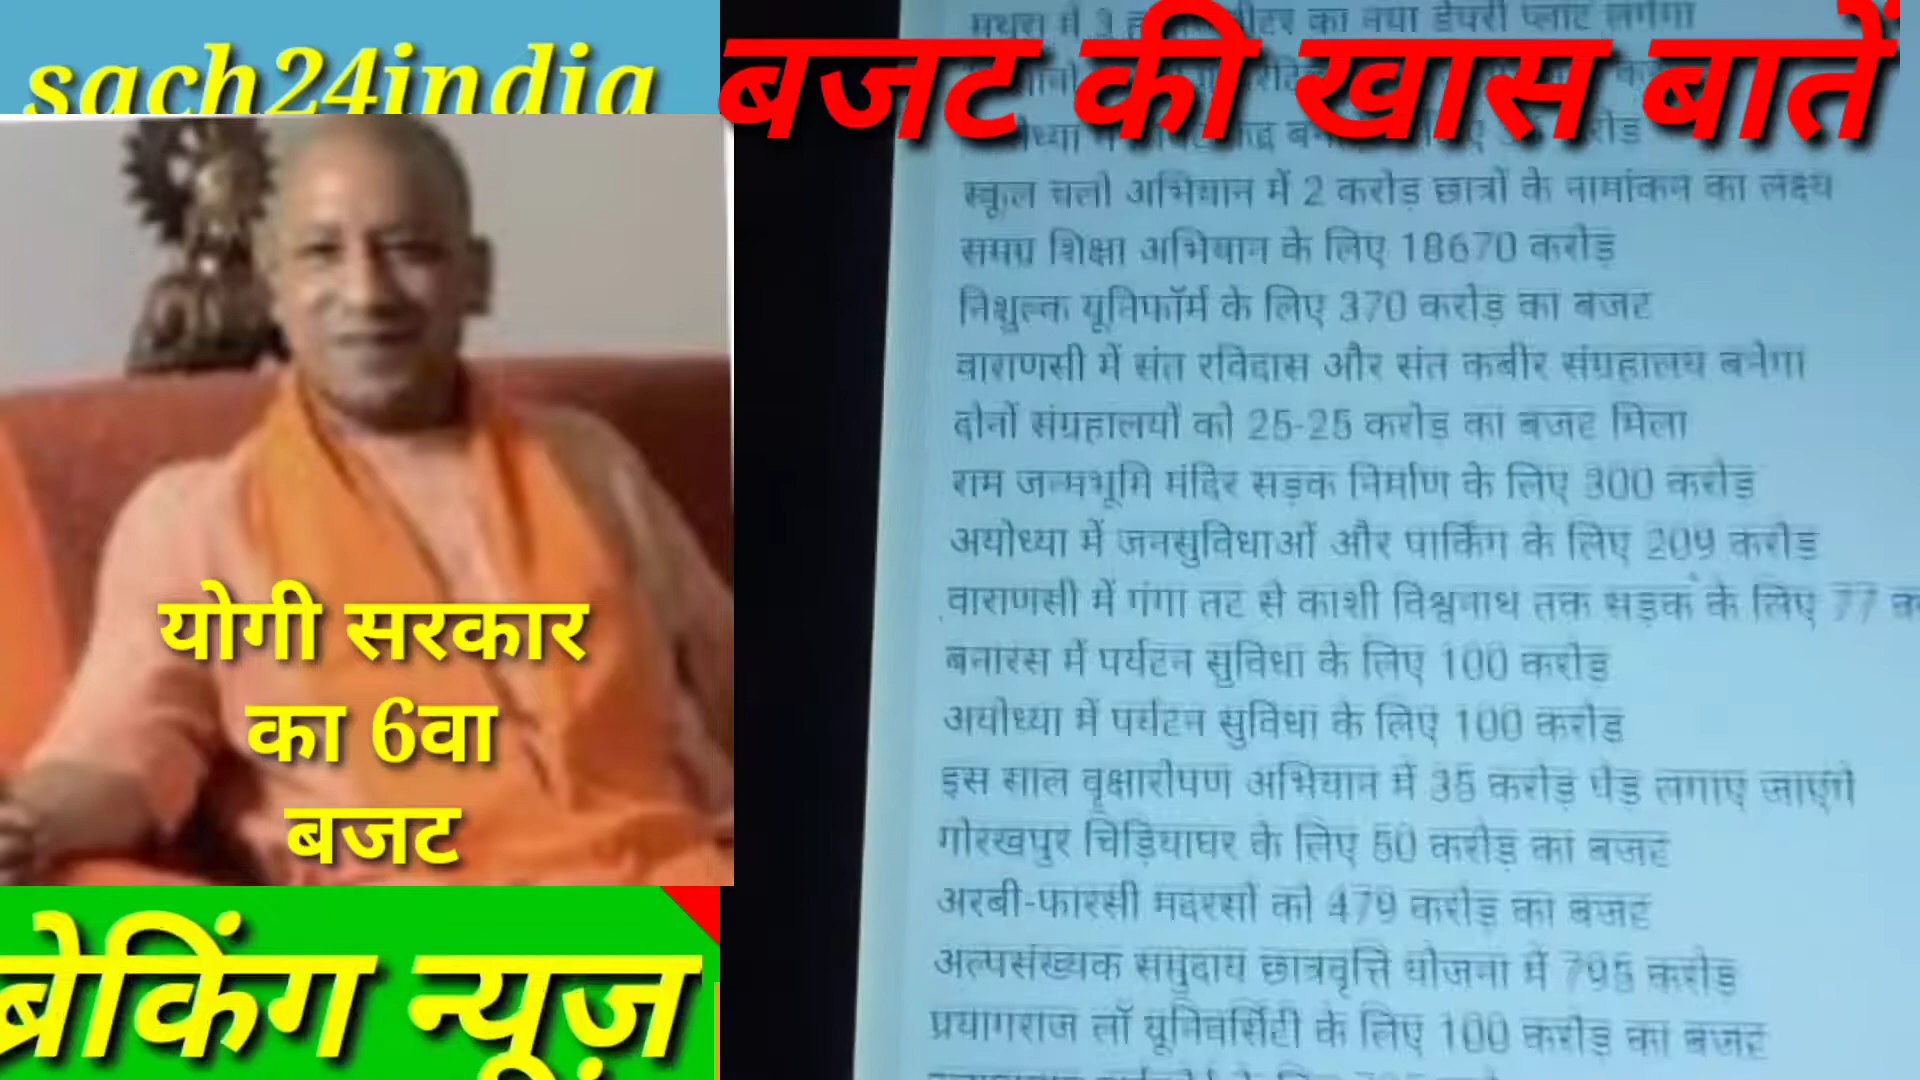 sach24india
बजट की खास बातें
योगी सरकार
का 6वा
बजट
ब्रेकिंग न्यूज़
का नया डेयरी प्लांट लगेगा
स्कूल चलो अभियान में 2 करोड़ छात्रों के नामांकन का लक्ष्य
समग्र शिक्षा अभियान के लिए 18670 करोड़
निशुल्क यूनिफॉर्म के लिए 370 करोड़ का बजट
वाराणसी में संत रविदास और संत कबीर संग्रहालय बनेगा
दोनों संग्रहालयों को 25-25 करोड़ का बजट मिला
राम जन्मभूमि मंदिर सड़क निर्माण के लिए 300 करोड़
अयोध्या में जनसुविधाओं और पार्किंग के लिए 209 करोड़
वाराणसी में गंगा तट से काशी विश्वनाथ तक सड़क के लिए 77
बनारस में पर्यटन सुविधा के लिए 100 करोड़
अयोध्या में पर्यटन सुविधा के लिए 100 करोड़
इस साल वृक्षारोपण अभियान में 35 करोड़ पेड़ लगाए जाएंगे
गोरखपुर चिड़ियाघर के लिए 50 करोड़ का बजट
अरबी-फारसी मदरसों को 479 करोड़ का बजट
अल्पसंख्यक समुदाय छात्रवृत्ति योजना में 795 करोड़
प्रयागराज लॉ यूनिवर्सिटी के लिए 100 करोड़ का बजट